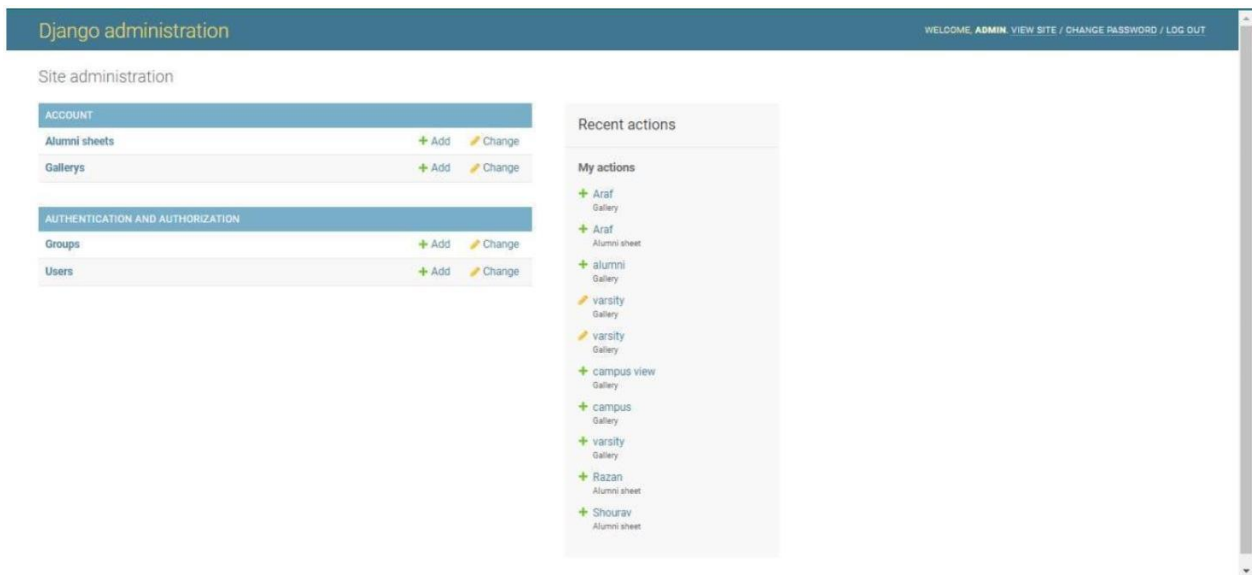 Django administration
WELCOME, ADMIN. VIEW SITE / CHANGE PASSWORD / LOG OUT
Site administration
ACCOUNT
Alumni sheets + Add Change
Gallerys + Add Change
AUTHENTICATION AND AUTHORIZATION
Groups + Add Change
Users + Add Change
Recent actions
My actions
+ Araf
Gallery
+ Araf
Alumni sheet
+ alumni
Gallery
varsity
Gallery
varsity
Gallery
+ campus view
Gallery
+ campus
Gallery
+ varsity
Gallery
+ Razan
Alumni sheet
+ Shourav
Alumni sheet